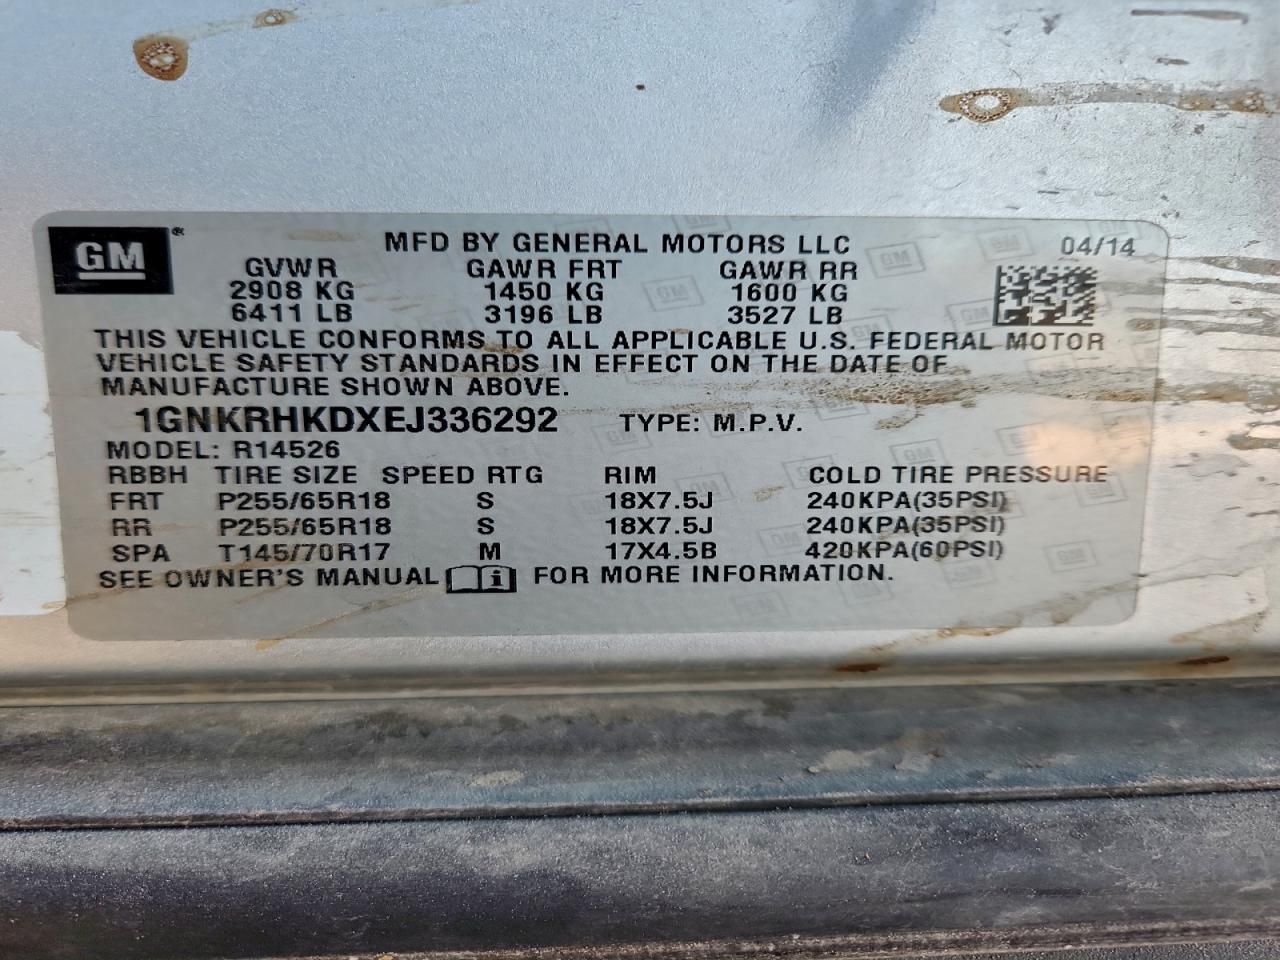 GM ®
MFD BY GENERAL MOTORS LLC 04/14
GVWR GAWR FRT GAWR RR
2908 KG 1450 KG 1600 KG
6411 LB 3196 LB 3527 LB
THIS VEHICLE CONFORMS TO ALL APPLICABLE U.S. FEDERAL MOTOR
VEHICLE SAFETY STANDARDS IN EFFECT ON THE DATE OF
MANUFACTURE SHOWN ABOVE.
1GNKRHKDXEJ336292 TYPE: M.P.V.
MODEL: R14526
RBBH TIRE SIZE SPEED RTG RIM COLD TIRE PRESSURE
FRT P255/65R18 S 18X7.5J 240KPA(35PSI)
RR P255/65R18 S 18X7.5J 240KPA(35PSI)
SPA T145/70R17 M 17X4.5B 420KPA(60PSI)
SEE OWNER'S MANUAL i FOR MORE INFORMATION.